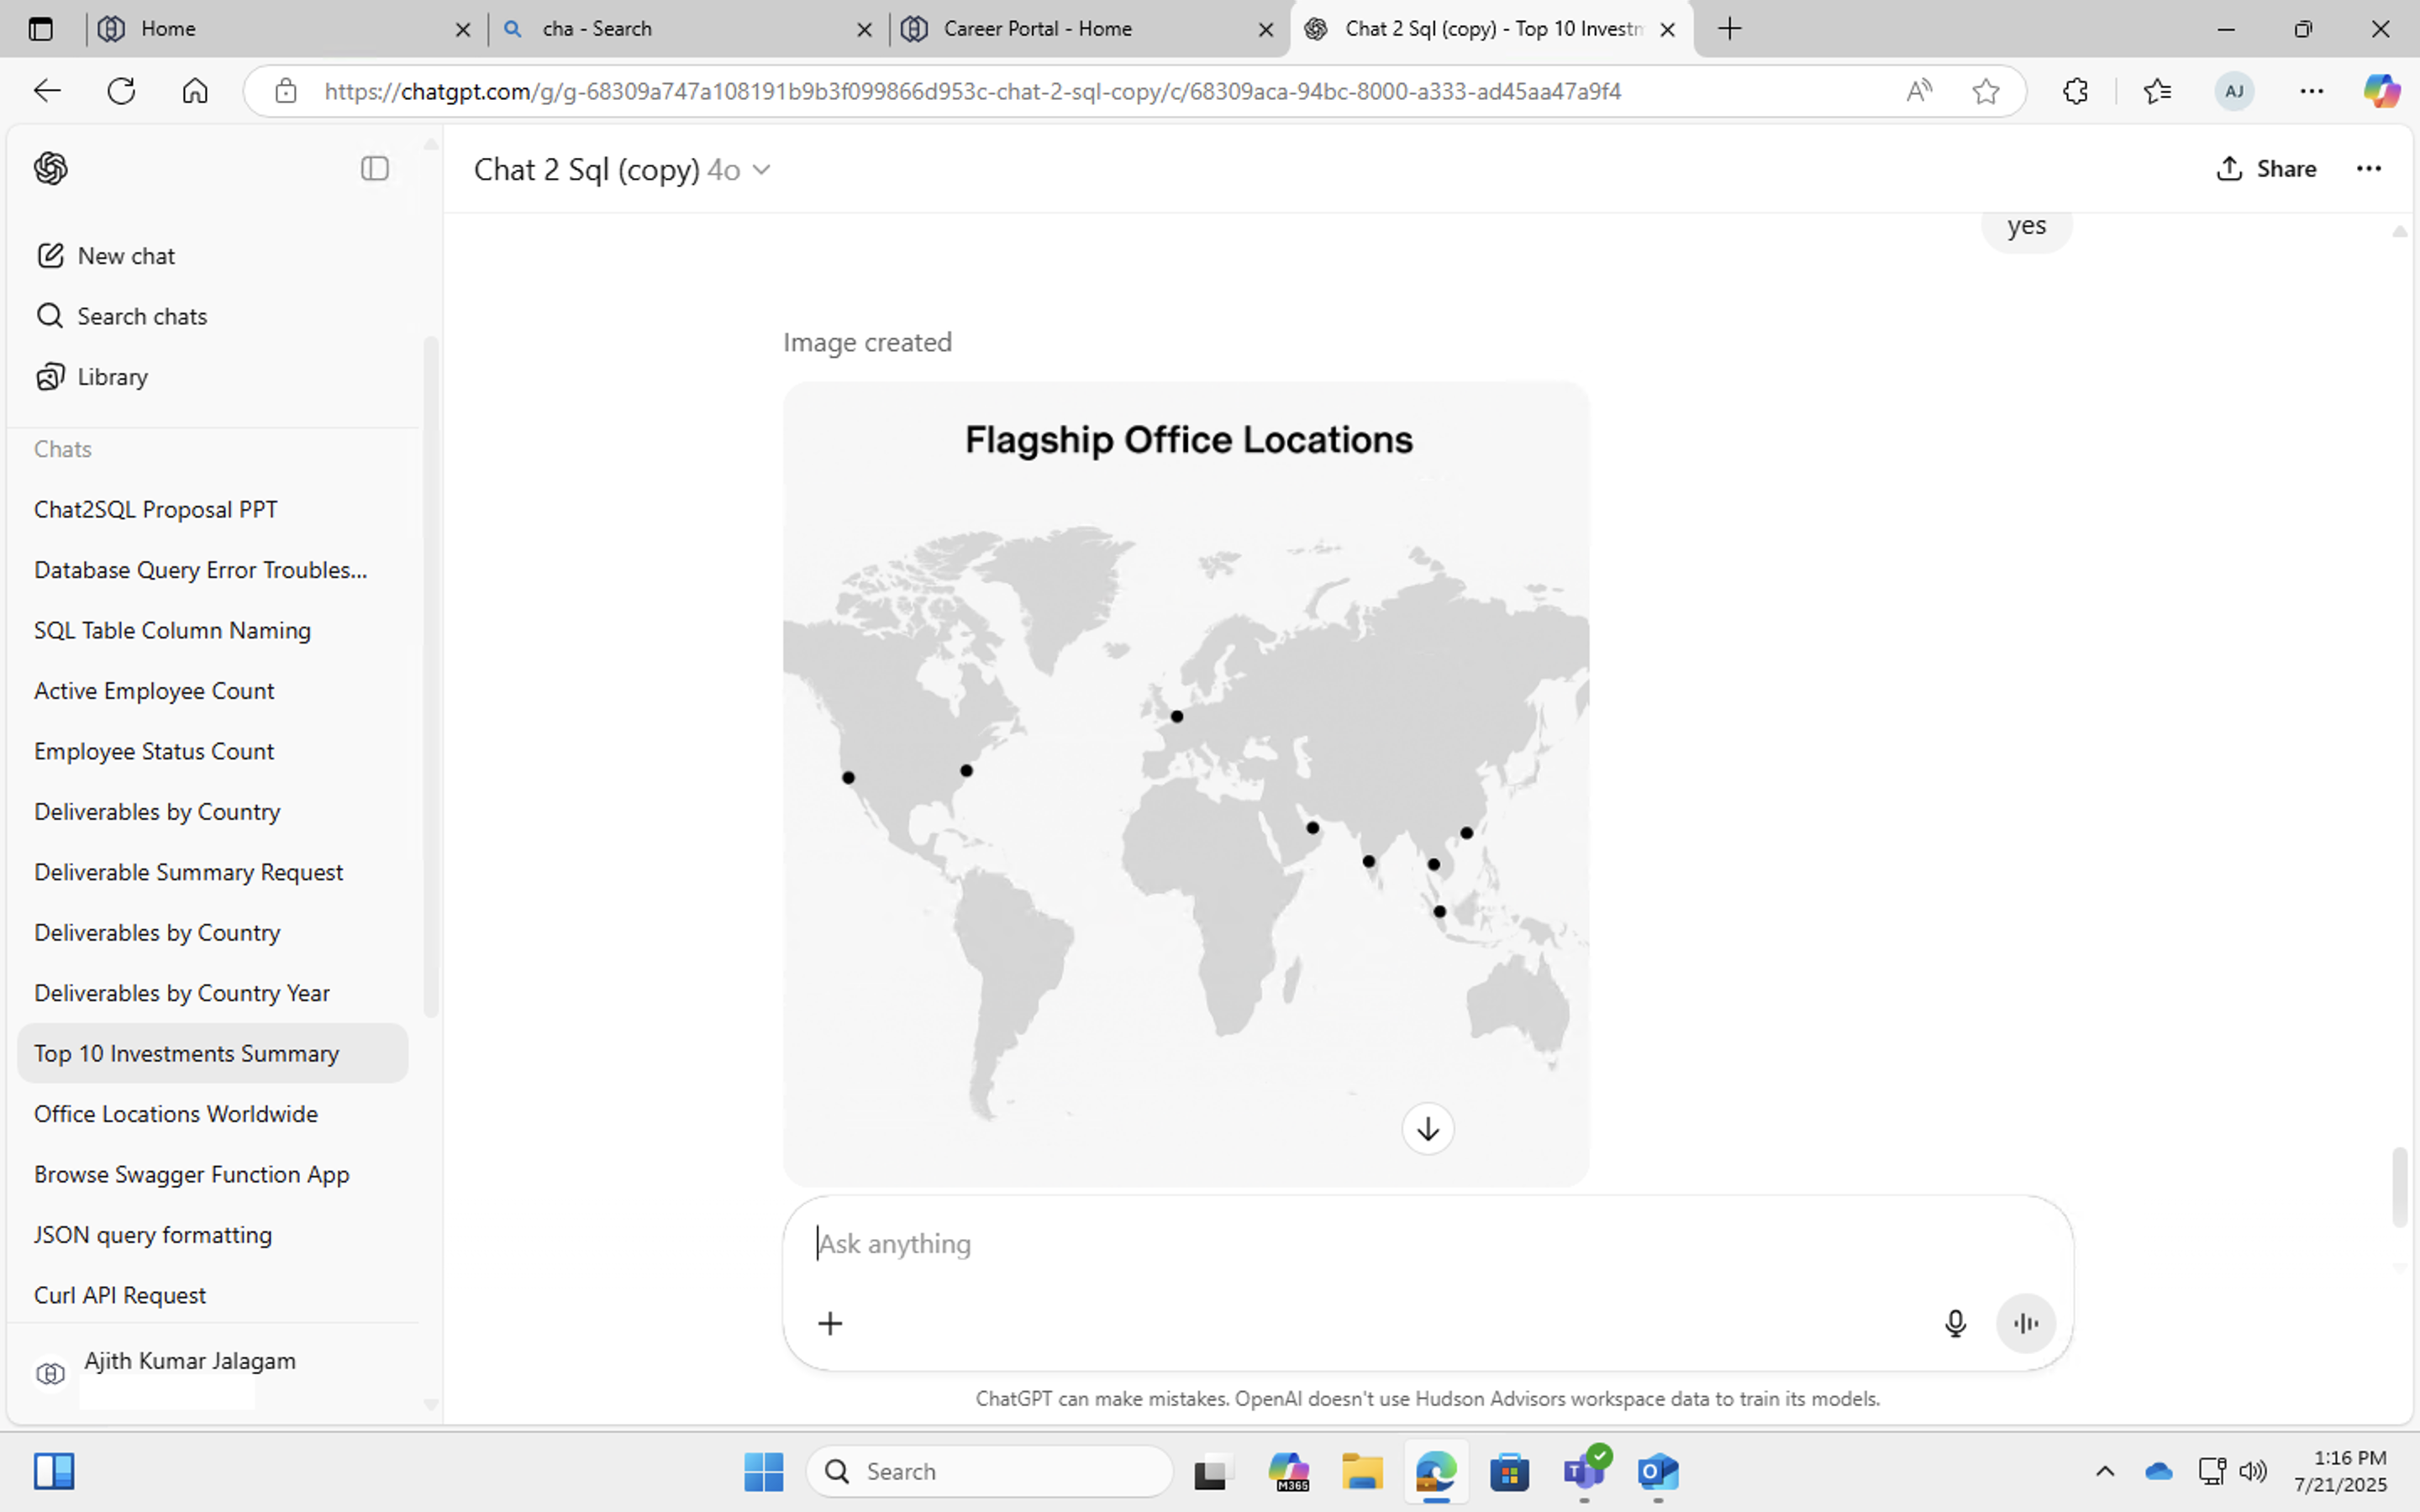 Home
cha - Search
Career Portal - Home
Chat 2 Sql (copy) - Top 10 Investm
https://chatgpt.com/g/g-68309a747a108191b9b3f099866d953c-chat-2-sql-copy/c/68309aca-94bc-8000-a333-ad45aa47a9f4
AJ
Chat 2 Sql (copy) 4o
Share
New chat
Search chats
Library
Chats
Chat2SQL Proposal PPT
Database Query Error Troubles...
SQL Table Column Naming
Active Employee Count
Employee Status Count
Deliverables by Country
Deliverable Summary Request
Deliverables by Country
Deliverables by Country Year
Top 10 Investments Summary
Office Locations Worldwide
Browse Swagger Function App
JSON query formatting
Curl API Request
Ajith Kumar Jalagam
yes
Image created
Flagship Office Locations
Ask anything
ChatGPT can make mistakes. OpenAI doesn't use Hudson Advisors workspace data to train its models.
Search
M365
1:16 PM
7/21/2025